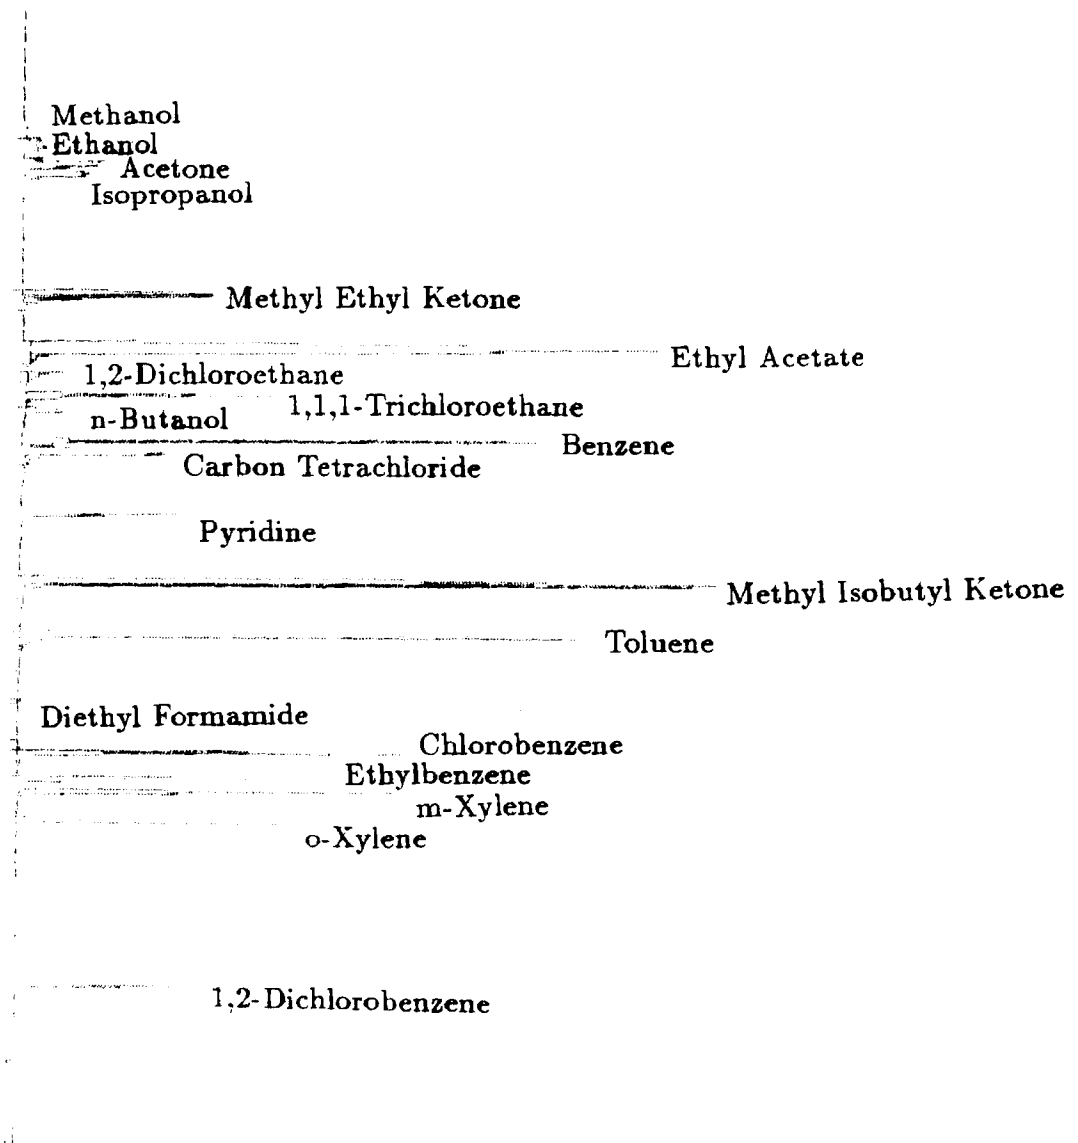 Methanol
Ethanol
Acetone
Isopropanol
Methyl Ethyl Ketone
Ethyl Acetate
1,2-Dichloroethane
1,1,1-Trichloroethane
n-Butanol
Benzene
Carbon Tetrachloride
Pyridine
Methyl Isobutyl Ketone
Toluene
Diethyl Formamide
Chlorobenzene
Ethylbenzene
m-Xylene
o-Xylene
1,2-Dichlorobenzene